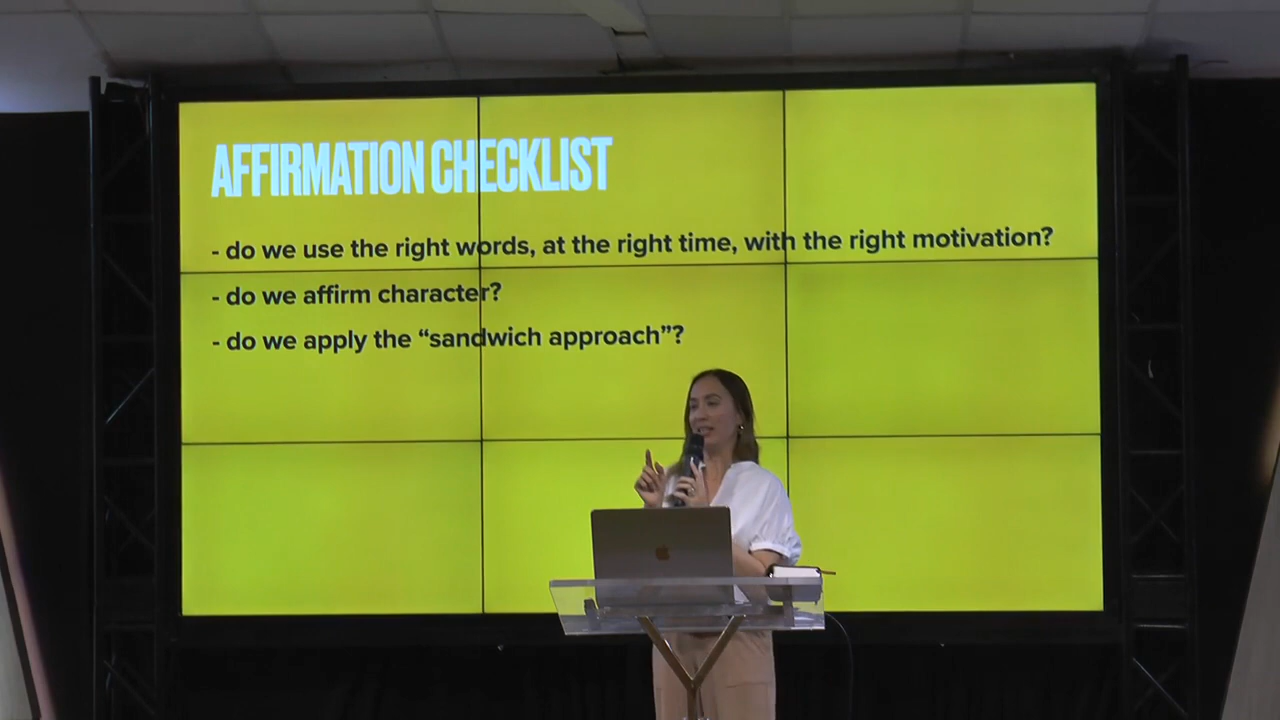 AFFIRMATION CHECKLIST
- do we use the right words, at the right time, with the right motivation?
- do we affirm character?
- do we apply the “sandwich approach”?